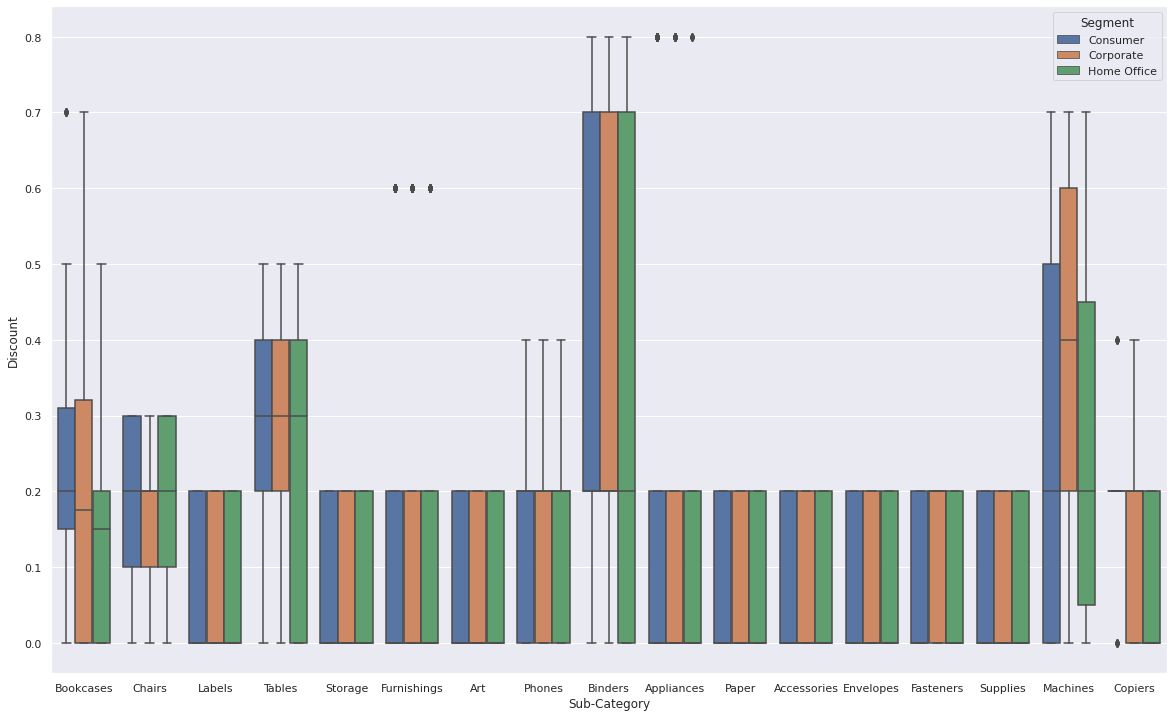 Segment
Consumer
Corporate
Home Office
0.8
0.7
0.6
0.5
0.4
0.3
0.2
0.1
0.0
Discount
Bookcases Chairs Labels Tables Storage Furnishings Art Phones Binders Appliances Paper Accessories Envelopes Fasteners Supplies Machines Copiers
Sub-Category